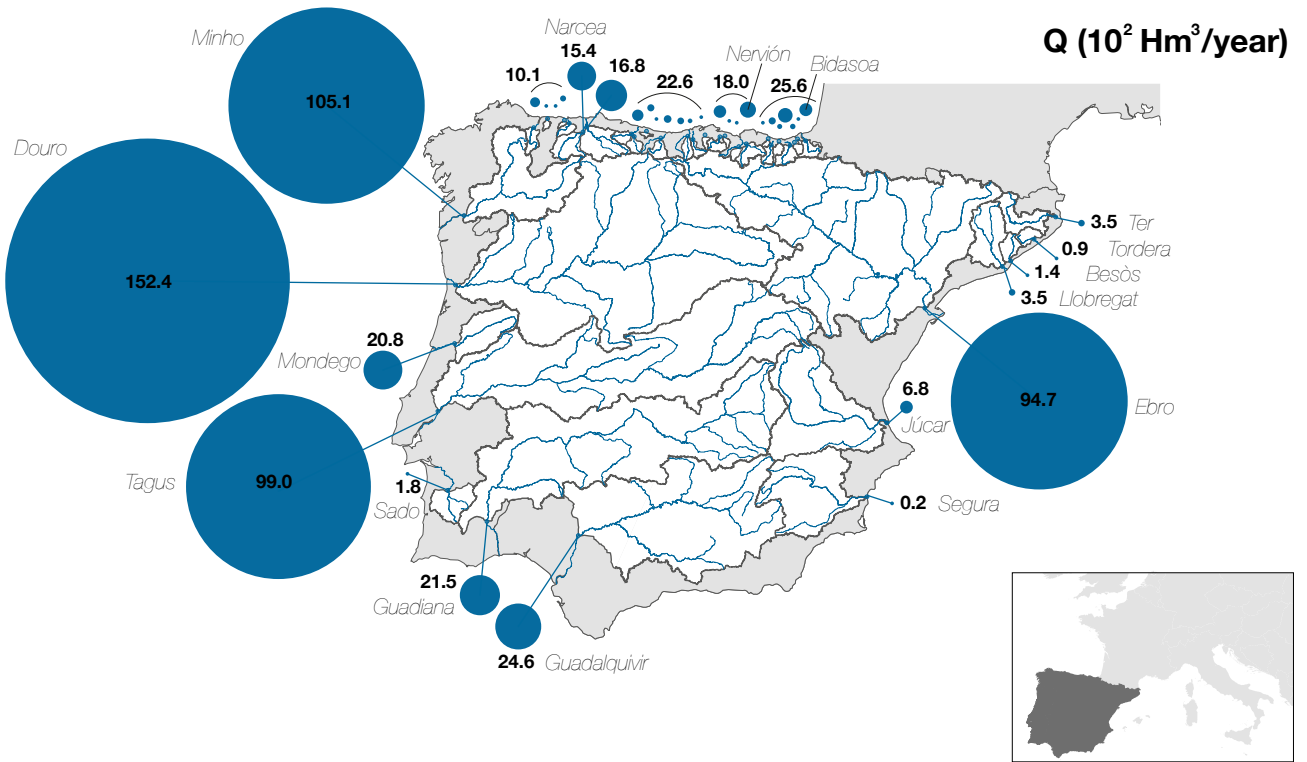 Q (10² Hm³/year)
Narcea
15.4
16.8
10.1
22.6
Nervión
18.0
Bidasoa
25.6
Minho
105.1
Douro
152.4
3.5 Ter
0.9 Tordera
1.4 Besòs
3.5 Llobregat
20.8
Mondego
94.7
Ebro
6.8
Júcar
99.0
Tagus
1.8
Sado
0.2 Segura
21.5
Guadiana
24.6 Guadalquivir